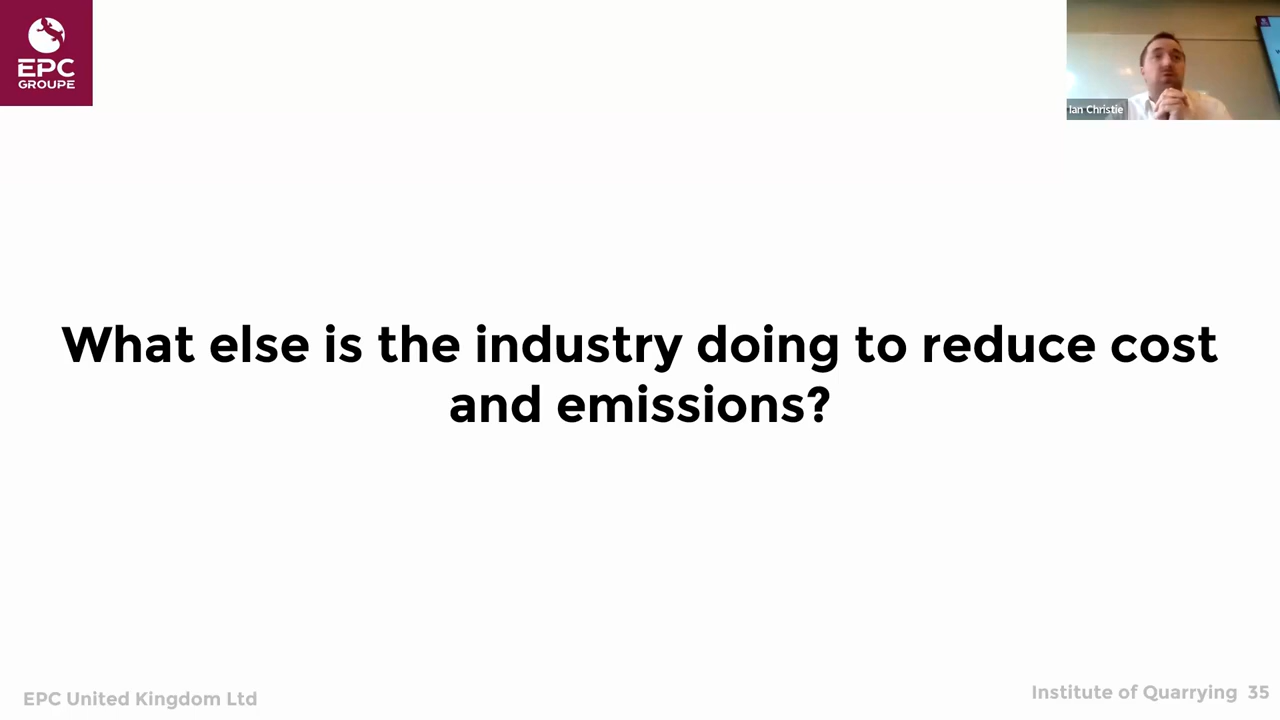 EPC
GROUPE
Ian Christie
What else is the industry doing to reduce cost
and emissions?
EPC United Kingdom Ltd
Institute of Quarrying 35